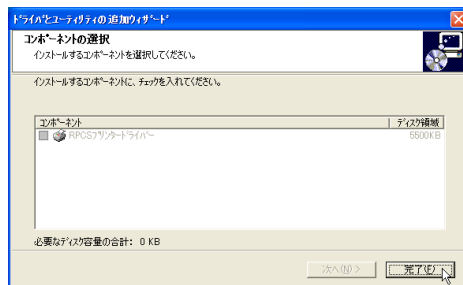 ﾄﾞﾗｲﾊﾞとﾕｰﾃｨﾘﾃｨの追加ｳｨｻﾞｰﾄﾞ
ｺﾝﾎﾟｰﾈﾝﾄの選択
ｲﾝｽﾄｰﾙするｺﾝﾎﾟｰﾈﾝﾄを選択してください。
ｲﾝｽﾄｰﾙするｺﾝﾎﾟｰﾈﾝﾄに、ﾁｪｯｸを入れてください。
ｺﾝﾎﾟｰﾈﾝﾄ ﾃﾞｨｽｸ領域
RPCSﾌﾟﾘﾝﾀｰﾄﾞﾗｲﾊﾞｰ 5500KB
必要なﾃﾞｨｽｸ容量の合計: 0 KB
次へ(N) > 完了(E)